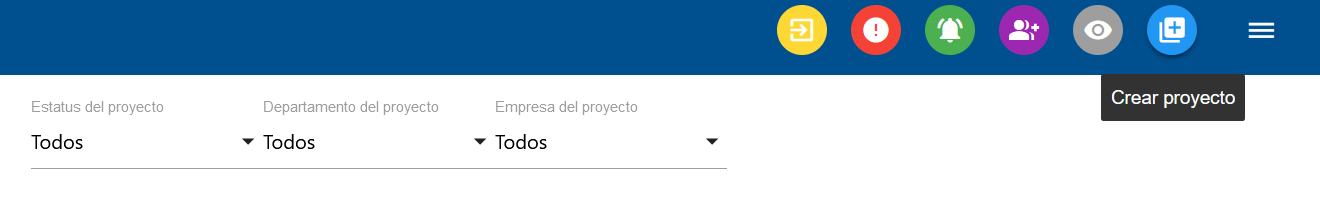 Crear proyecto
Estatus del proyecto Departamento del proyecto Empresa del proyecto
Todos Todos Todos